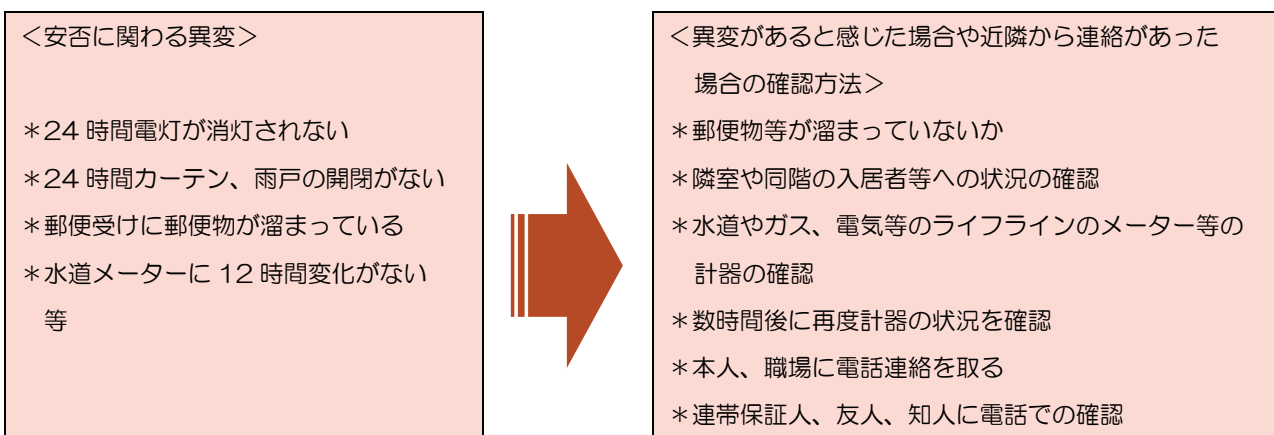 ＜安否に関わる異変＞
＊24 時間電灯が消灯されない
＊24 時間カーテン、雨戸の開閉がない
＊郵便受けに郵便物が溜まっている
＊水道メーターに 12 時間変化がない
等
＜異変があると感じた場合や近隣から連絡があった
場合の確認方法＞
＊郵便物等が溜まっていないか
＊隣室や同階の入居者等への状況の確認
＊水道やガス、電気等のライフラインのメーター等の
計器の確認
＊数時間後に再度計器の状況を確認
＊本人、職場に電話連絡を取る
＊連帯保証人、友人、知人に電話での確認